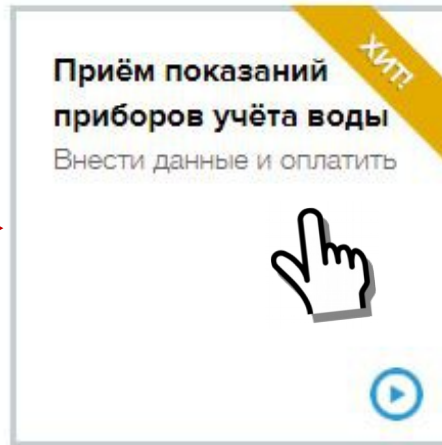 ХИТ!
Приём показаний
приборов учёта воды
Внести данные и оплатить